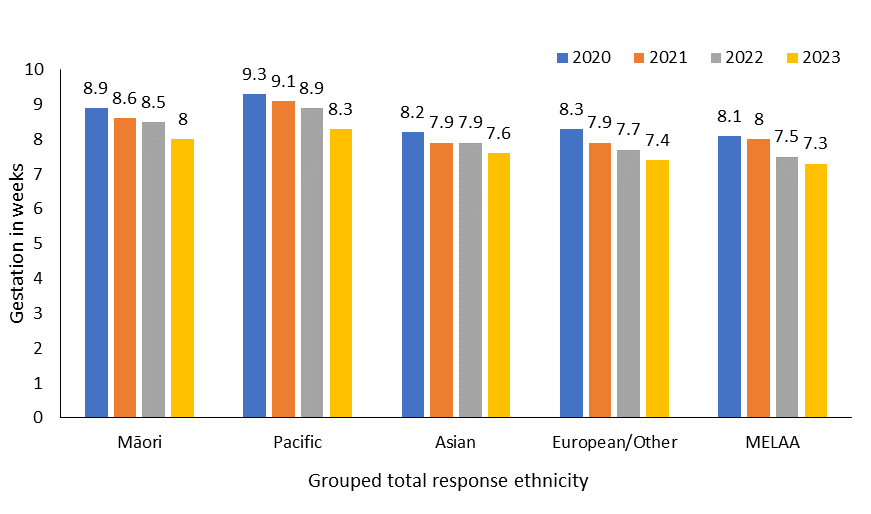 2020 2021 2022 2023
10
9
8
7
6
5
4
3
2
1
0
Gestation in weeks
8.9 8.6 8.5 8
9.3 9.1 8.9 8.3
8.2 7.9 7.9 7.6
8.3 7.9 7.7 7.4
8.1 8 7.5 7.3
Māori Pacific Asian European/Other MELAA
Grouped total response ethnicity